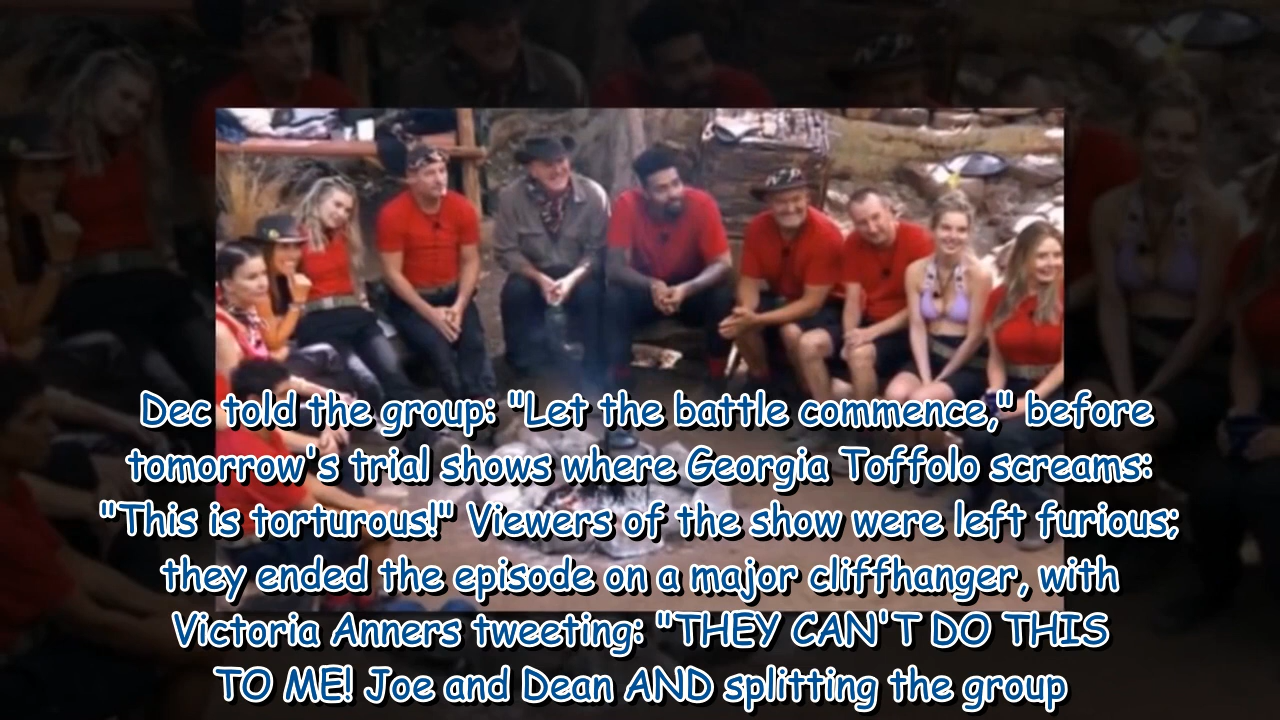 Dec told the group: "Let the battle commence," before
tomorrow's trial shows where Georgia Toffolo screams:
"This is torturous!" Viewers of the show were left furious;
they ended the episode on a major cliffhanger, with
Victoria Anners tweeting: "THEY CAN'T DO THIS
TO ME! Joe and Dean AND splitting the group